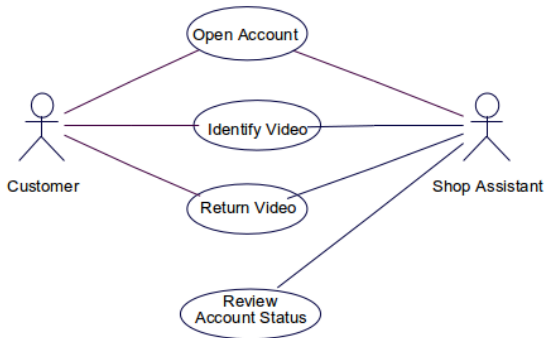 Open Account
Identify Video
Customer
Shop Assistant
Return Video
Review
Account Status